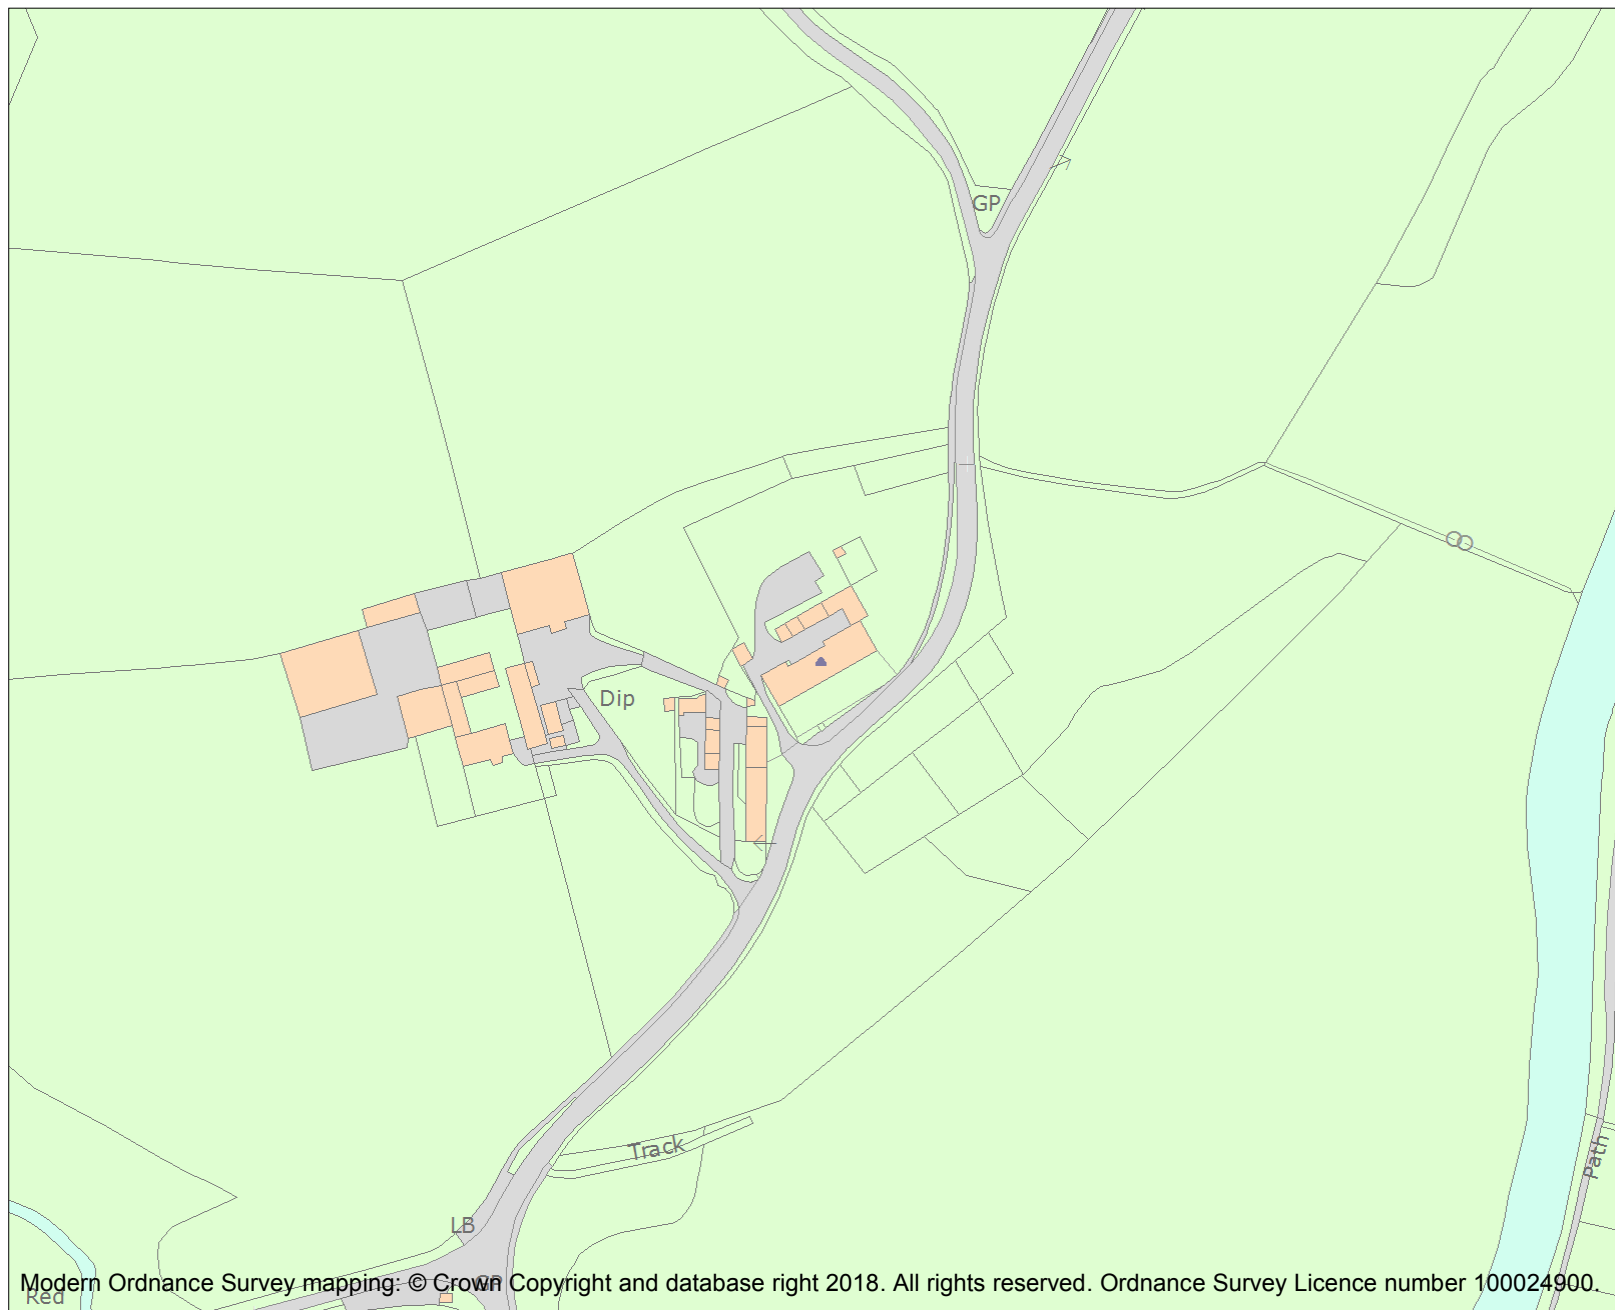 GP
Dip
Track
Path
LB
GP
Modern Ordnance Survey mapping: © Crown Copyright and database right 2018. All rights reserved. Ordnance Survey Licence number 100024900.
Red